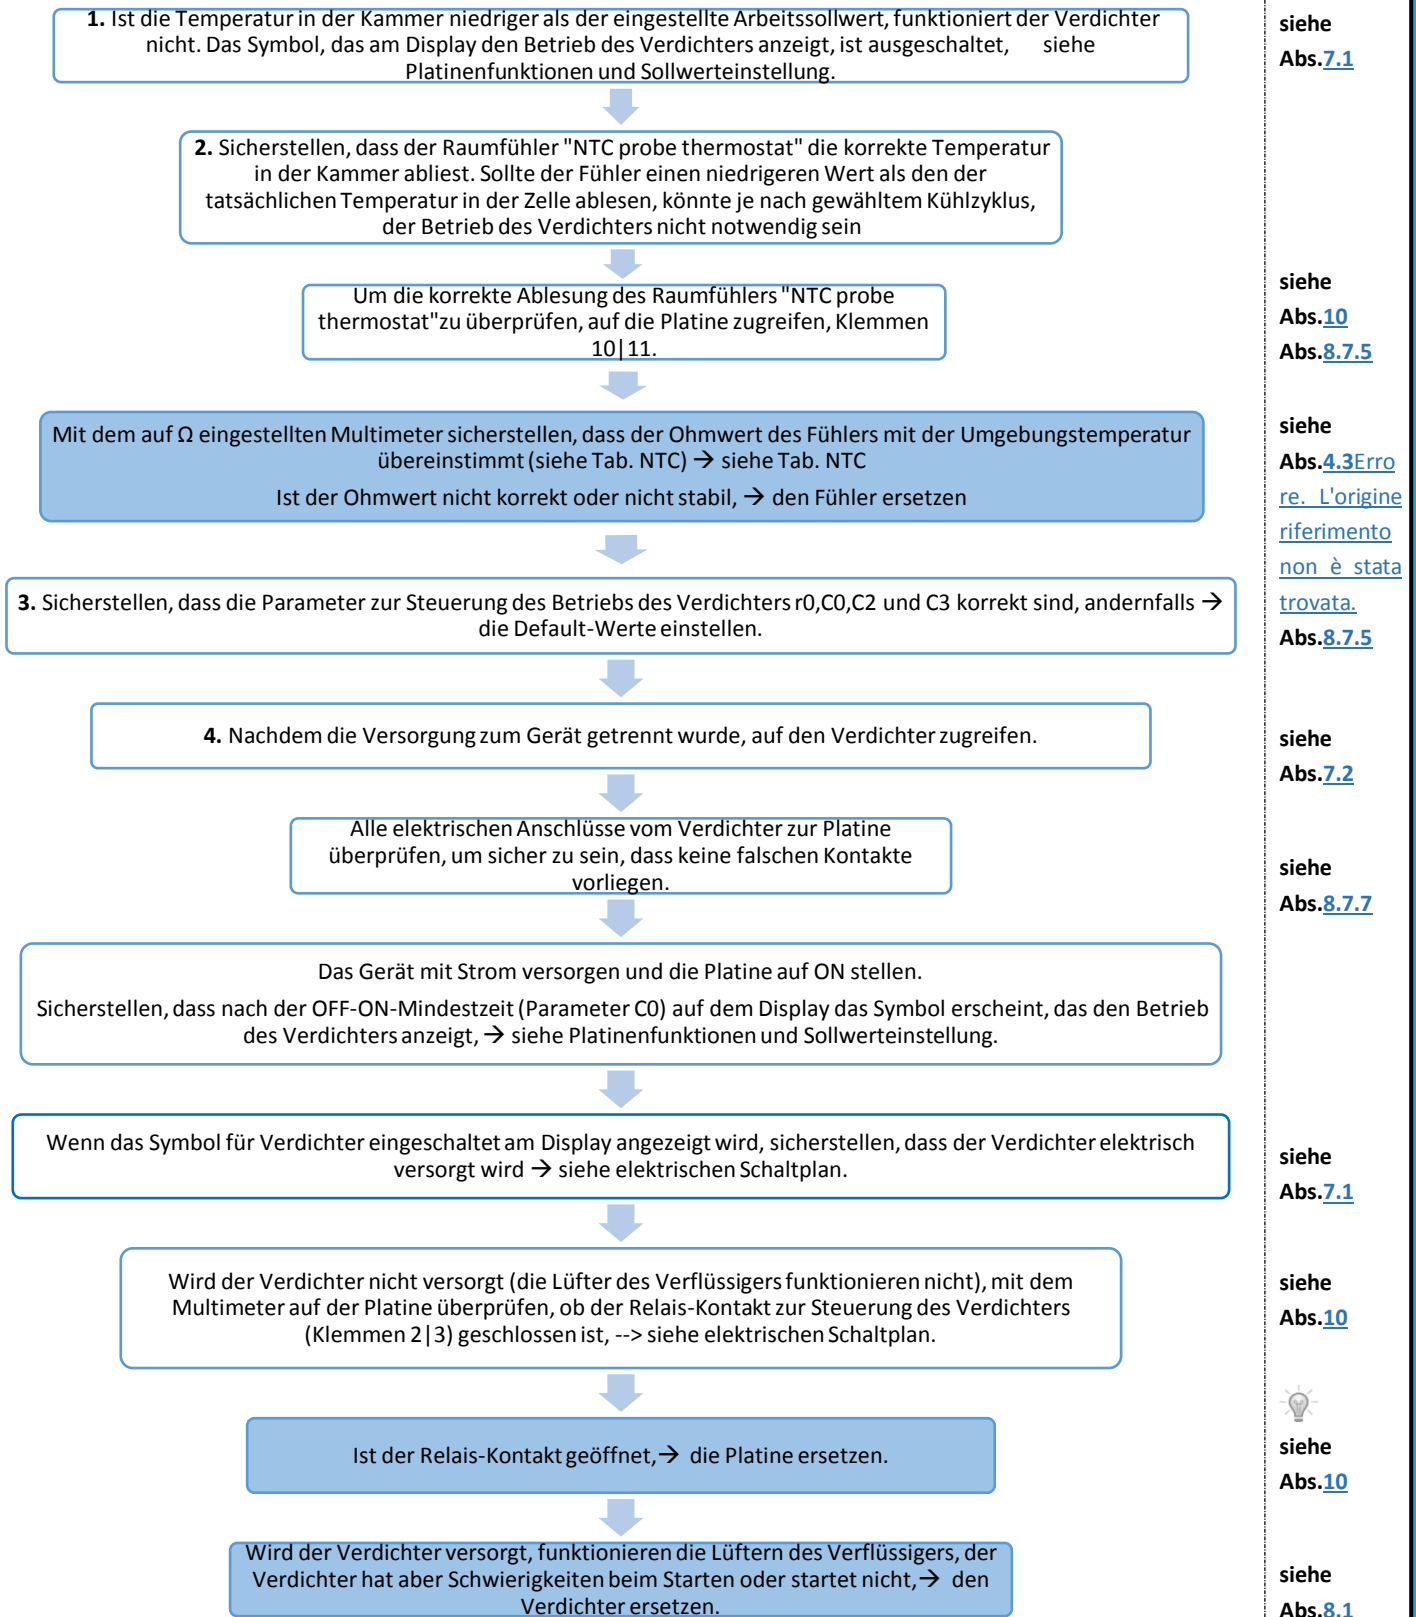 1. Ist die Temperatur in der Kammer niedriger als der eingestellte Arbeitssollwert, funktioniert der Verdichter
nicht. Das Symbol, das am Display den Betrieb des Verdichters anzeigt, ist ausgeschaltet, siehe
Platinenfunktionen und Sollwerteinstellung.
siehe
Abs.7.1
2. Sicherstellen, dass der Raumfühler "NTC probe thermostat" die korrekte Temperatur
in der Kammer abliest. Sollte der Fühler einen niedrigeren Wert als den der
tatsächlichen Temperatur in der Zelle ablesen, könnte je nach gewähltem Kühlzyklus,
der Betrieb des Verdichters nicht notwendig sein
Um die korrekte Ablesung des Raumfühlers "NTC probe
thermostat"zu überprüfen, auf die Platine zugreifen, Klemmen
10|11.
siehe
Abs.10
Abs.8.7.5
Mit dem auf Ω eingestellten Multimeter sicherstellen, dass der Ohmwert des Fühlers mit der Umgebungstemperatur
übereinstimmt (siehe Tab. NTC) → siehe Tab. NTC
Ist der Ohmwert nicht korrekt oder nicht stabil, → den Fühler ersetzen
siehe
Abs.4.3Erro
re. L'origine
riferimento
non è stata
trovata.
Abs.8.7.5
3. Sicherstellen, dass die Parameter zur Steuerung des Betriebs des Verdichters r0,C0,C2 und C3 korrekt sind, andernfalls →
die Default-Werte einstellen.
4. Nachdem die Versorgung zum Gerät getrennt wurde, auf den Verdichter zugreifen.
siehe
Abs.7.2
Alle elektrischen Anschlüsse vom Verdichter zur Platine
überprüfen, um sicher zu sein, dass keine falschen Kontakte
vorliegen.
siehe
Abs.8.7.7
Das Gerät mit Strom versorgen und die Platine auf ON stellen.
Sicherstellen, dass nach der OFF-ON-Mindestzeit (Parameter C0) auf dem Display das Symbol erscheint, das den Betrieb
des Verdichters anzeigt, → siehe Platinenfunktionen und Sollwerteinstellung.
Wenn das Symbol für Verdichter eingeschaltet am Display angezeigt wird, sicherstellen, dass der Verdichter elektrisch
versorgt wird → siehe elektrischen Schaltplan.
siehe
Abs.7.1
Wird der Verdichter nicht versorgt (die Lüfter des Verflüssigers funktionieren nicht), mit dem
Multimeter auf der Platine überprüfen, ob der Relais-Kontakt zur Steuerung des Verdichters
(Klemmen 2|3) geschlossen ist, --> siehe elektrischen Schaltplan.
siehe
Abs.10
Ist der Relais-Kontakt geöffnet,→ die Platine ersetzen.
siehe
Abs.10
Wird der Verdichter versorgt, funktionieren die Lüftern des Verflüssigers, der
Verdichter hat aber Schwierigkeiten beim Starten oder startet nicht,→ den
Verdichter ersetzen.
siehe
Abs.8.1